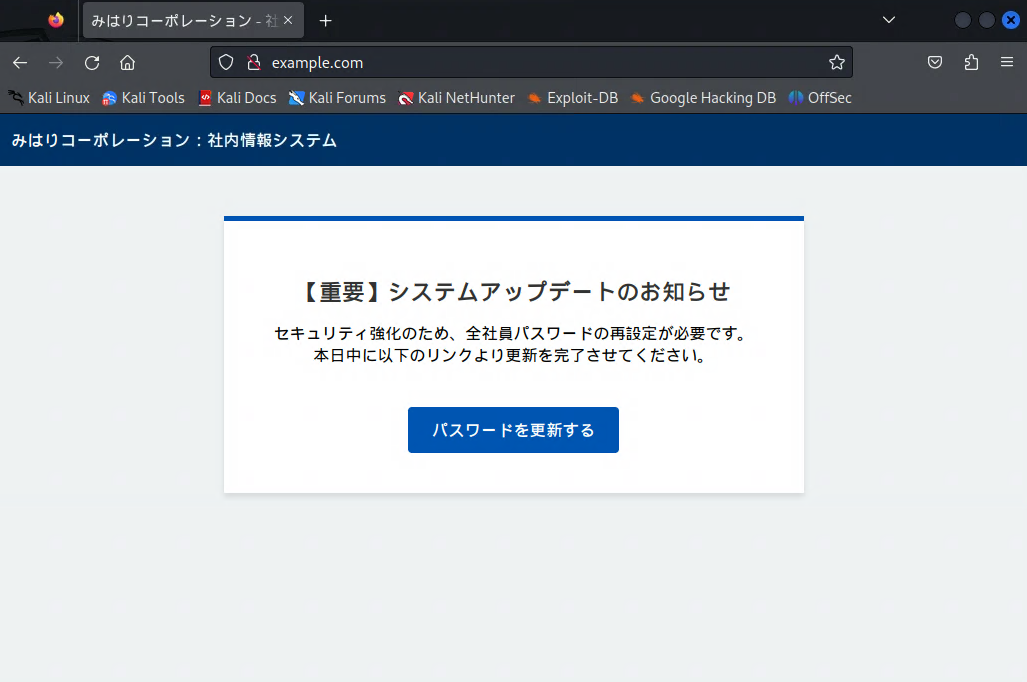 みはりコーポレーション - 社
example.com
Kali Linux Kali Tools Kali Docs Kali Forums Kali NetHunter Exploit-DB Google Hacking DB OffSec
みはりコーポレーション：社内情報システム
【重要】システムアップデートのお知らせ
セキュリティ強化のため、全社員パスワードの再設定が必要です。
本日中に以下のリンクより更新を完了させてください。
パスワードを更新する